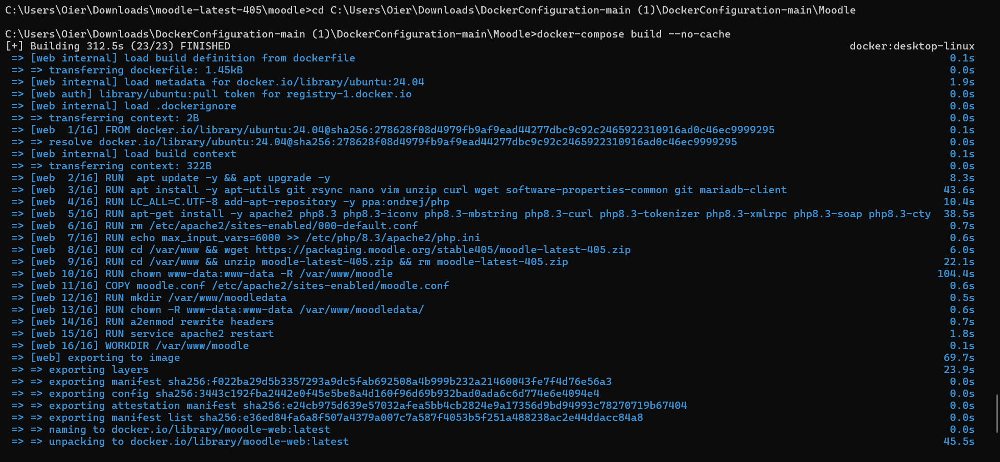 C:\Users\Oier\Downloads\moodle-latest-405\moodle>cd C:\Users\Oier\Downloads\DockerConfiguration-main (1)\DockerConfiguration-main\Moodle
C:\Users\Oier\Downloads\DockerConfiguration-main (1)\DockerConfiguration-main\Moodle>docker-compose build --no-cache
[+] Building 312.5s (23/23) FINISHED docker:desktop-linux
=> [web internal] load build definition from dockerfile 0.1s
=> => transferring dockerfile: 1.45kB 0.0s
=> [web internal] load metadata for docker.io/library/ubuntu:24.04 1.9s
=> [web auth] library/ubuntu:pull token for registry-1.docker.io 0.0s
=> [web internal] load .dockerignore 0.0s
=> => transferring context: 2B 0.0s
=> [web  1/16] FROM docker.io/library/ubuntu:24.04@sha256:278628f08d4979fb9af9ead44277dbc9c92c2465922310916ad0c46ec9999295 0.1s
=> => resolve docker.io/library/ubuntu:24.04@sha256:278628f08d4979fb9af9ead44277dbc9c92c2465922310916ad0c46ec9999295 0.0s
=> [web internal] load build context 0.1s
=> => transferring context: 322B 0.0s
=> [web  2/16] RUN  apt update -y && apt upgrade -y 8.3s
=> [web  3/16] RUN apt install -y apt-utils git rsync nano vim unzip curl wget software-properties-common git mariadb-client 43.6s
=> [web  4/16] RUN LC_ALL=C.UTF-8 add-apt-repository -y ppa:ondrej/php 10.4s
=> [web  5/16] RUN apt-get install -y apache2 php8.3 php8.3-iconv php8.3-mbstring php8.3-curl php8.3-tokenizer php8.3-xmlrpc php8.3-soap php8.3-cty 38.5s
=> [web  6/16] RUN rm /etc/apache2/sites-enabled/000-default.conf 0.7s
=> [web  7/16] RUN echo max_input_vars=6000 >> /etc/php/8.3/apache2/php.ini 0.6s
=> [web  8/16] RUN cd /var/www && wget https://packaging.moodle.org/stable405/moodle-latest-405.zip 6.0s
=> [web  9/16] RUN cd /var/www && unzip moodle-latest-405.zip && rm moodle-latest-405.zip 22.1s
=> [web 10/16] RUN chown www-data:www-data -R /var/www/moodle 104.4s
=> [web 11/16] COPY moodle.conf /etc/apache2/sites-enabled/moodle.conf 0.6s
=> [web 12/16] RUN mkdir /var/www/moodledata 0.5s
=> [web 13/16] RUN chown -R www-data:www-data /var/www/moodledata/ 0.6s
=> [web 14/16] RUN a2enmod rewrite headers 0.7s
=> [web 15/16] RUN service apache2 restart 1.8s
=> [web 16/16] WORKDIR /var/www/moodle 0.1s
=> [web] exporting to image 69.7s
=> => exporting layers 23.9s
=> => exporting manifest sha256:f022ba29d5b3357293a9dc5fab692508a4b999b232a21460043fe7f4d76e56a3 0.0s
=> => exporting config sha256:3443c192fba2442e0f45e5be8a4d160f96d69b932bad0ada6c6d774e6e4094e4 0.0s
=> => exporting attestation manifest sha256:e24cb975d639e57032afea5bb4cb2824e9a17356d9bd94993c78270719b67404 0.0s
=> => exporting manifest list sha256:e36ed84fa6a8f507a4379a007c7a587f4053b5f251a488238ac2e44ddacc84a8 0.0s
=> => naming to docker.io/library/moodle-web:latest 0.0s
=> => unpacking to docker.io/library/moodle-web:latest 45.5s